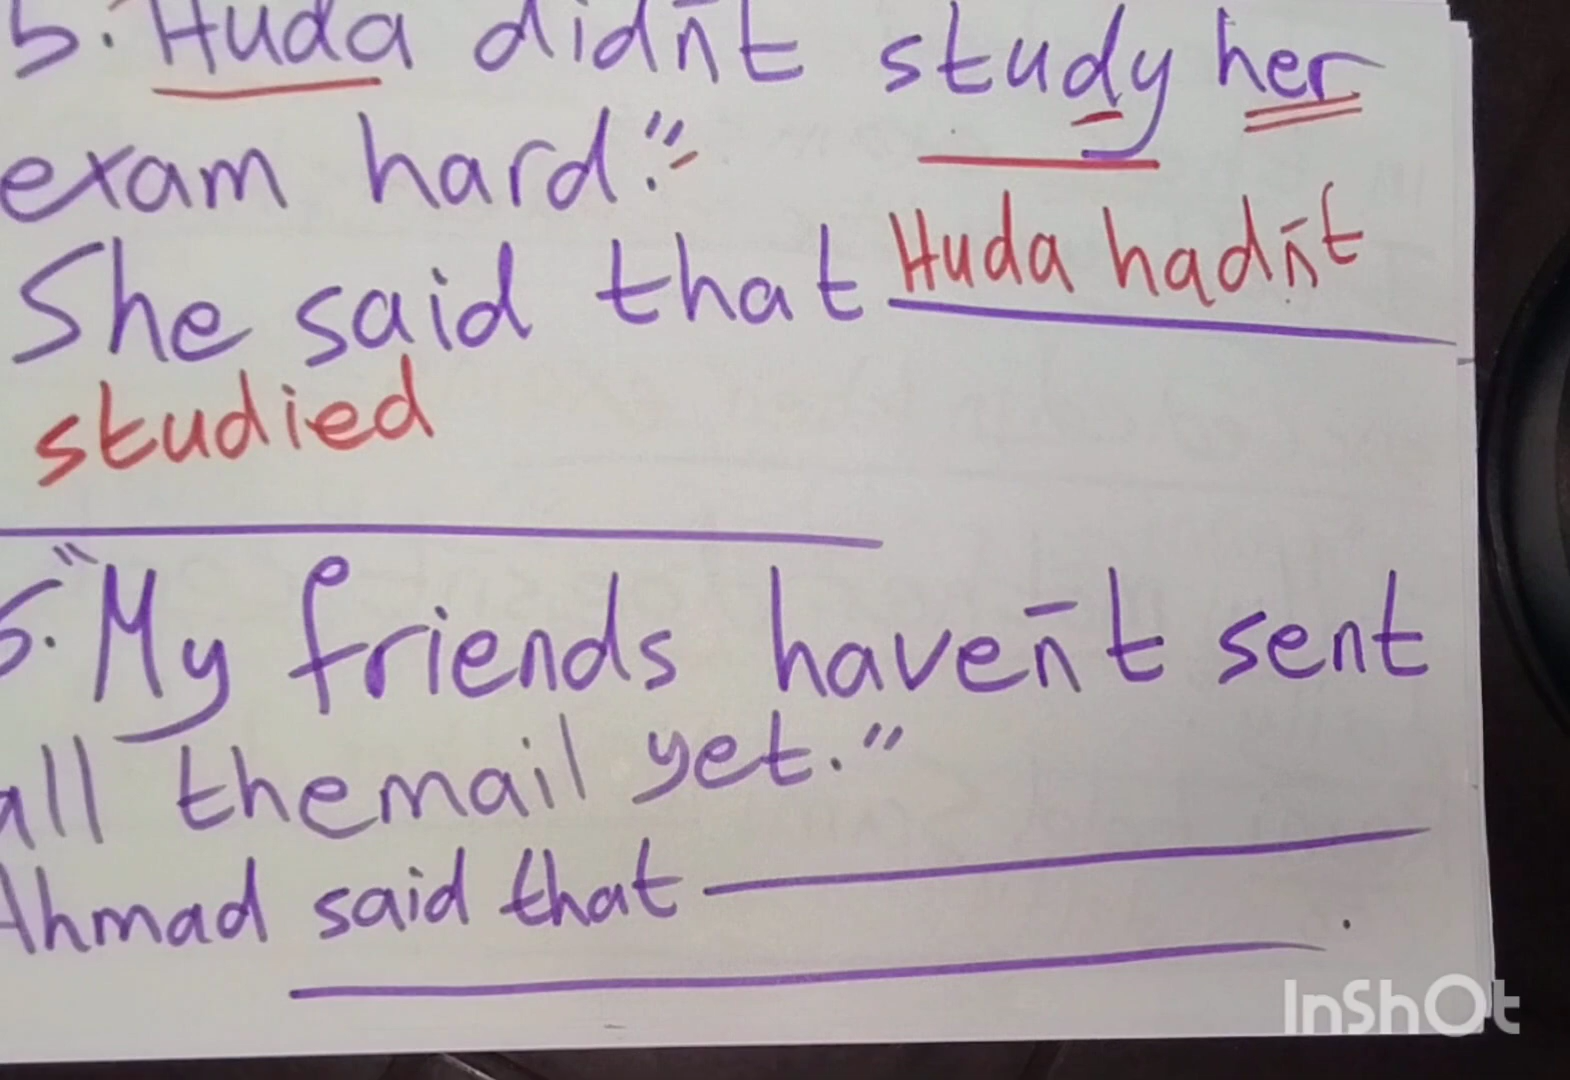 5. Huda didn't study her
exam hard."
She said that Huda hadn't
studied
"My friends haven't sent
all the mail yet."
Ahmad said that
.
InShOt